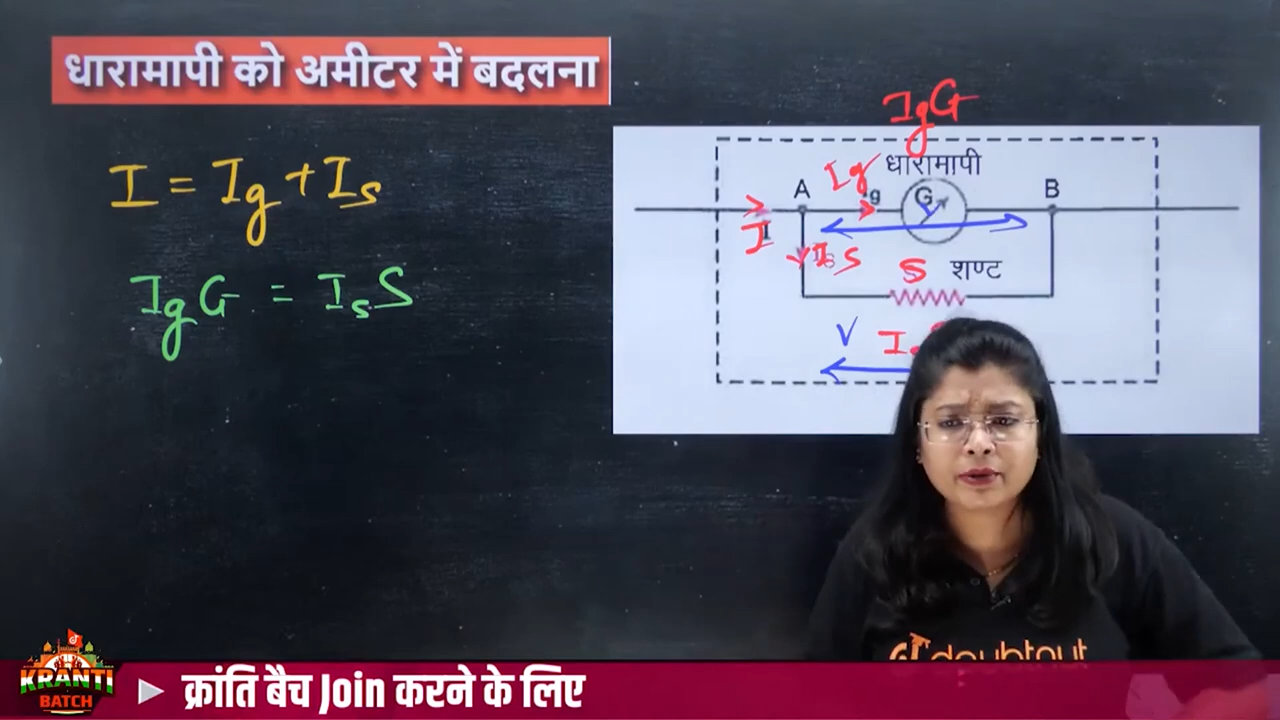 धारामापी को अमीटर में बदलना
I = Ig + Is
IgG = IsS
IgG
धारामापी
A Ig g G B
I
Is S शण्ट
V
doubtnut
KRANTI
BATCH
क्रांति बैच Join करने के लिए